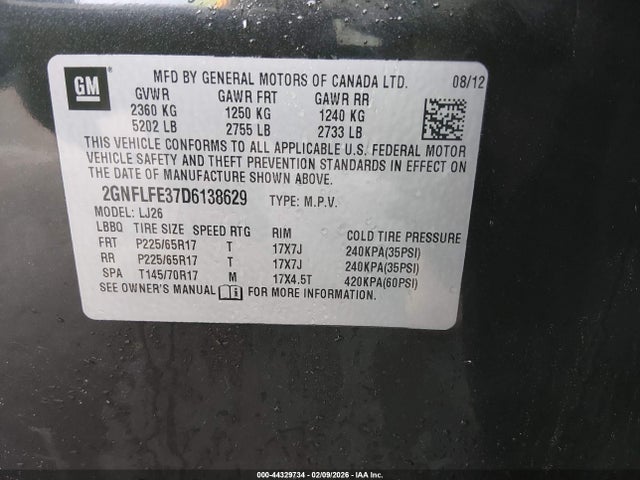 GM ®
MFD BY GENERAL MOTORS OF CANADA LTD. 08/12
GVWR GAWR FRT GAWR RR
2360 KG 1250 KG 1240 KG
5202 LB 2755 LB 2733 LB
THIS VEHICLE CONFORMS TO ALL APPLICABLE U.S. FEDERAL MOTOR
VEHICLE SAFETY AND THEFT PREVENTION STANDARDS IN EFFECT ON
THE DATE OF MANUFACTURE SHOWN ABOVE.
2GNFLFE37D6138629 TYPE: M.P.V.
MODEL: LJ26
LBBQ TIRE SIZE SPEED RTG RIM COLD TIRE PRESSURE
FRT P225/65R17 T 17X7J 240KPA(35PSI)
RR P225/65R17 T 17X7J 240KPA(35PSI)
SPA T145/70R17 M 17X4.5T 420KPA(60PSI)
SEE OWNER'S MANUAL FOR MORE INFORMATION.
000-44329734 - 02/09/2026 - IAA Inc.